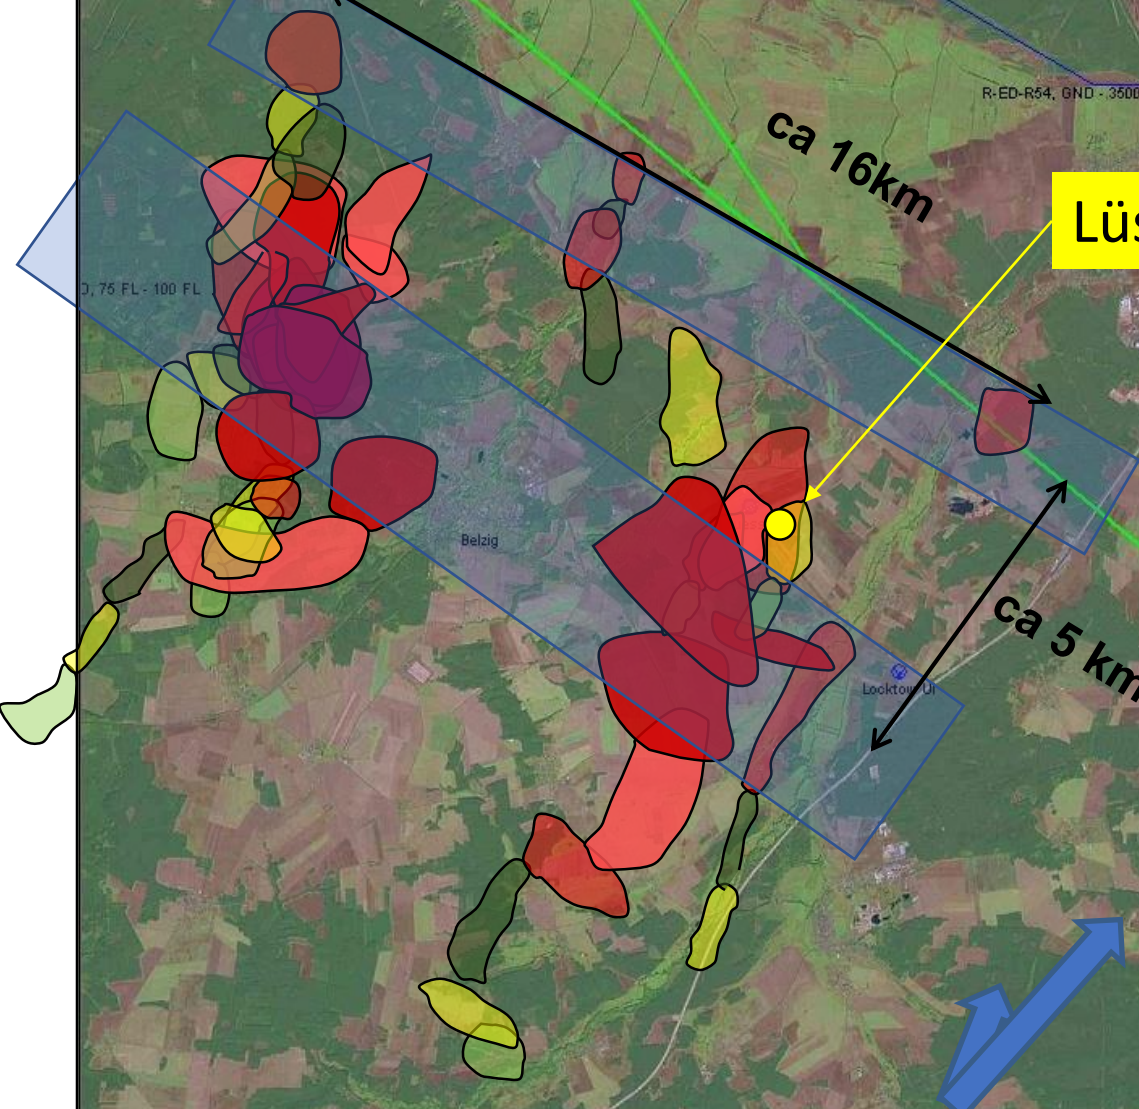 R-ED-R54, GND - 3500
ca 16km
Lüs
D, 75 FL - 100 FL
Belzig
ca 5 km